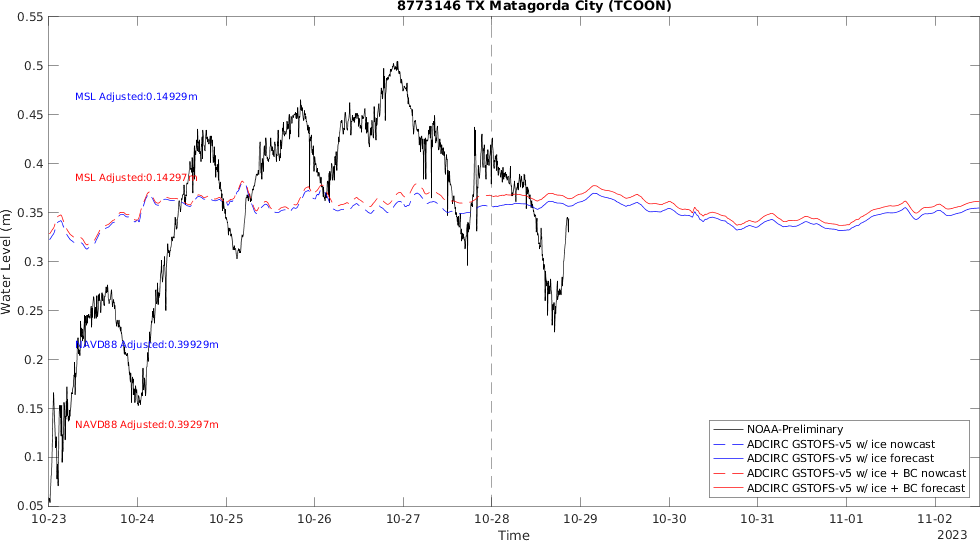 8773146 TX Matagorda City (TCOON)
0.55
0.5
0.45
0.4
0.35
0.3
0.25
0.2
0.15
0.1
0.05
Water Level (m)
MSL Adjusted:0.14929m
MSL Adjusted:0.14297m
NAVD88 Adjusted:0.39929m
NAVD88 Adjusted:0.39297m
NOAA-Preliminary
ADCIRC GSTOFS-v5 w/ ice nowcast
ADCIRC GSTOFS-v5 w/ ice forecast
ADCIRC GSTOFS-v5 w/ ice + BC nowcast
ADCIRC GSTOFS-v5 w/ ice + BC forecast
10-23 10-24 10-25 10-26 10-27 10-28 10-29 10-30 10-31 11-01 11-02
Time
2023